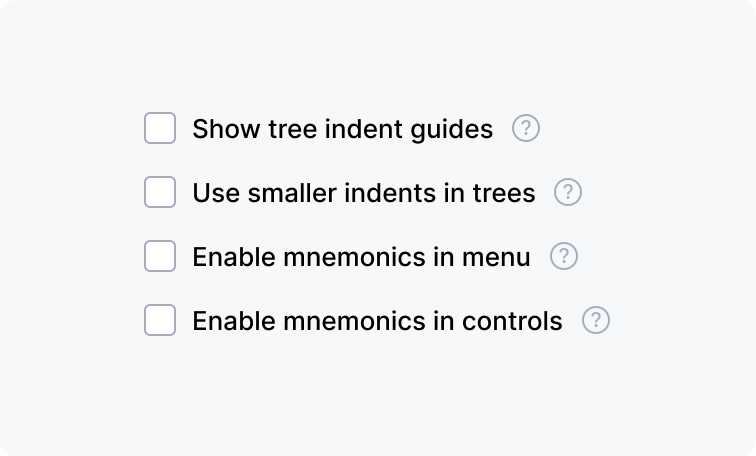 Show tree indent guides ?
Use smaller indents in trees ?
Enable mnemonics in menu ?
Enable mnemonics in controls ?